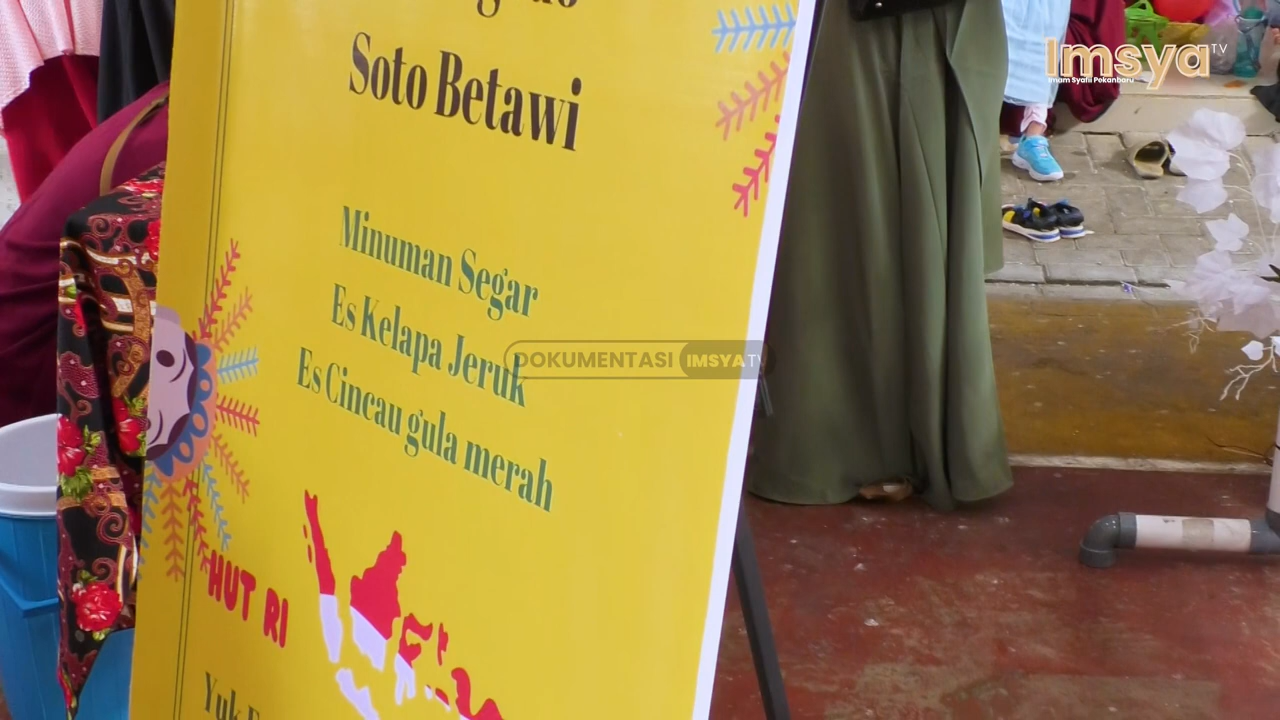 Soto Betawi
Minuman Segar
Es Kelapa Jeruk
Es Cincau gula merah
HUT RI
Yuk
Imsya TV
Imam Syafii Pekanbaru
DOKUMENTASI IMSYA TV